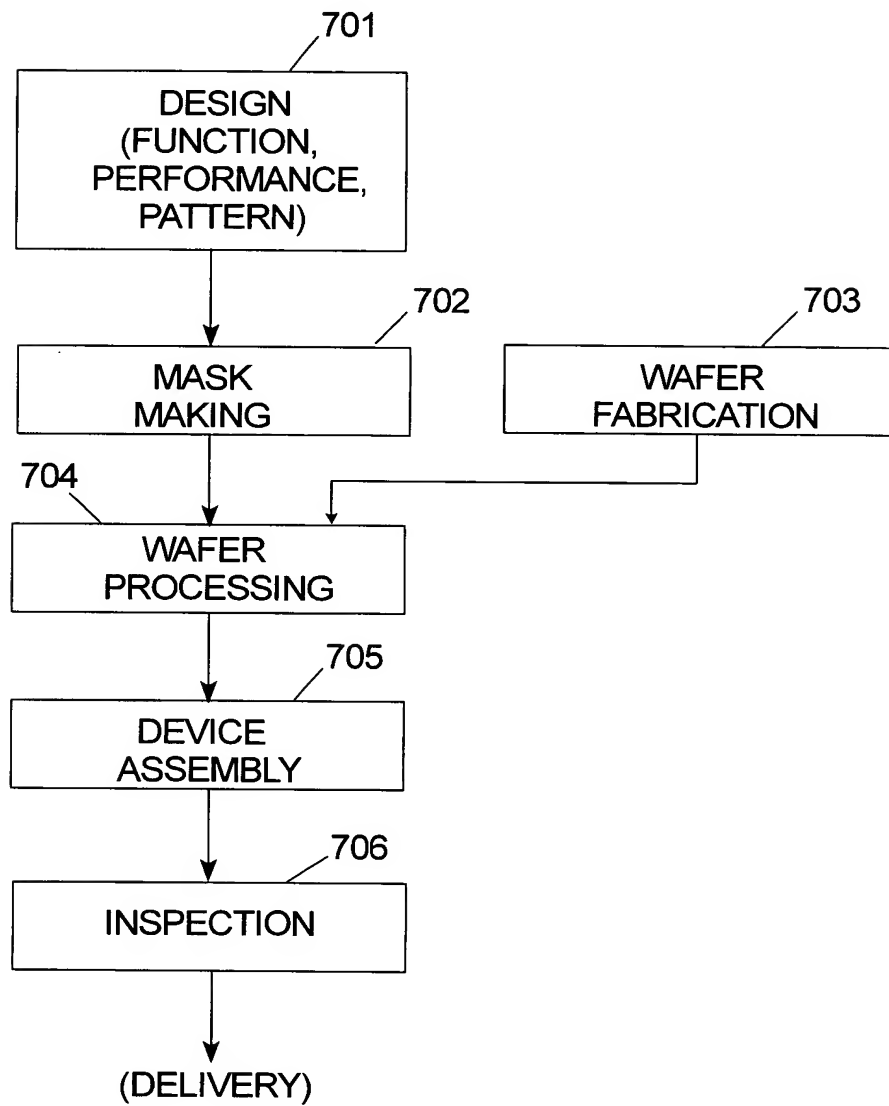 701
DESIGN
(FUNCTION,
PERFORMANCE,
PATTERN)
702
MASK
MAKING
703
WAFER
FABRICATION
704
WAFER
PROCESSING
705
DEVICE
ASSEMBLY
706
INSPECTION
(DELIVERY)